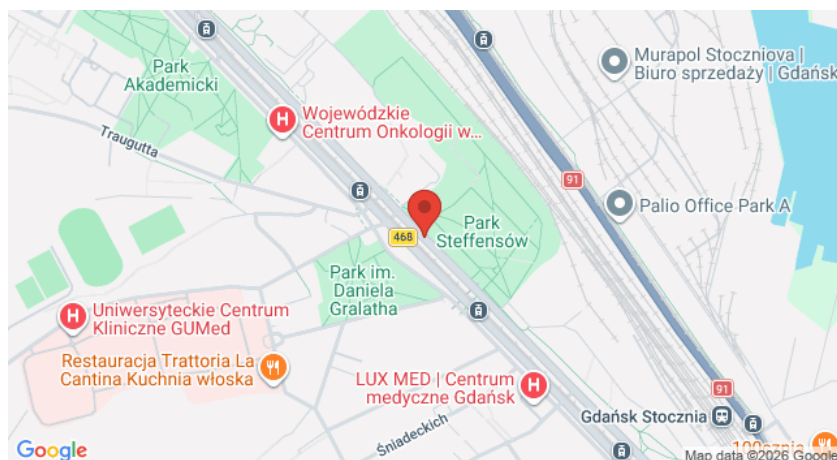 Park
Akademicki
Wojewódzkie
Centrum Onkologii w...
Murapol Stoczniova |
Biuro sprzedaży | Gdańsk
Traugutta
91
Palio Office Park A
468
Park
Steffensów
Park im.
Daniela
Gralatha
Uniwersyteckie Centrum
Kliniczne GUMed
Restauracja Trattoria La
Cantina Kuchnia włoska
LUX MED | Centrum
medyczne Gdańsk
91
Gdańsk Stocznia
Śniadeckich
100cznia
Google
Map data ©2026 Google